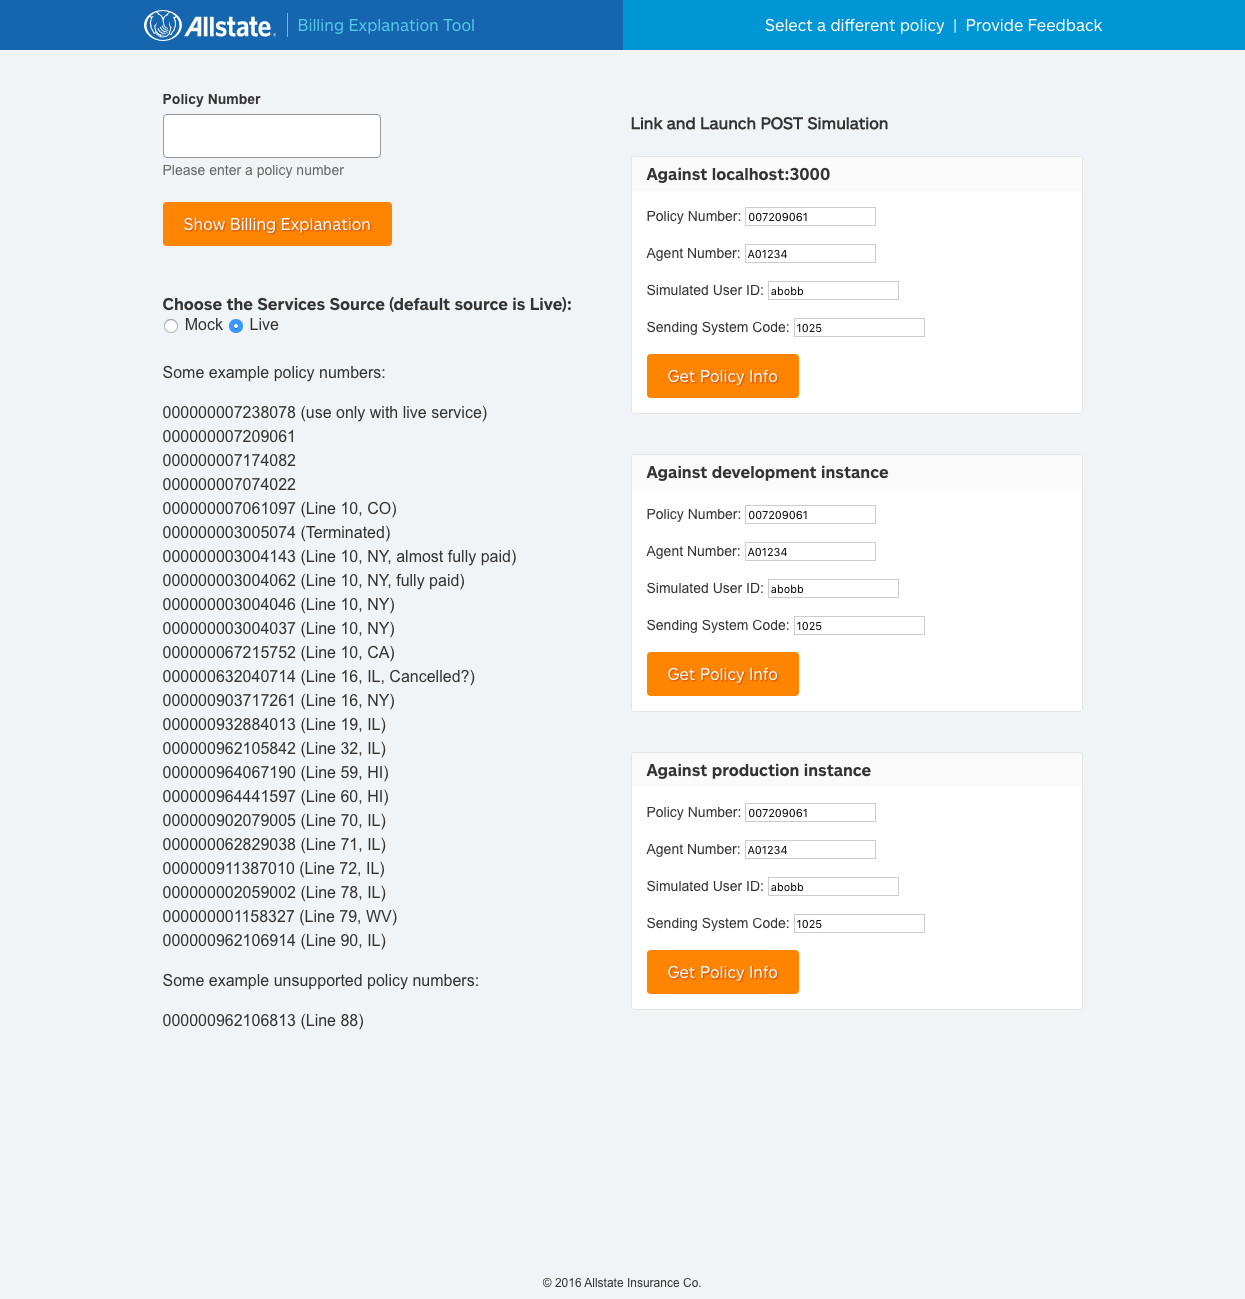 Allstate. Billing Explanation Tool
Select a different policy | Provide Feedback
Policy Number
Please enter a policy number
Show Billing Explanation
Choose the Services Source (default source is Live):
Mock Live
Some example policy numbers:
000000007238078 (use only with live service)
000000007209061
000000007174082
000000007074022
000000007061097 (Line 10, CO)
000000003005074 (Terminated)
000000003004143 (Line 10, NY, almost fully paid)
000000003004062 (Line 10, NY, fully paid)
000000003004046 (Line 10, NY)
000000003004037 (Line 10, NY)
000000067215752 (Line 10, CA)
000000632040714 (Line 16, IL, Cancelled?)
000000903717261 (Line 16, NY)
000000932884013 (Line 19, IL)
000000962105842 (Line 32, IL)
000000964067190 (Line 59, HI)
000000964441597 (Line 60, HI)
000000902079005 (Line 70, IL)
000000062829038 (Line 71, IL)
000000911387010 (Line 72, IL)
000000002059002 (Line 78, IL)
000000001158327 (Line 79, WV)
000000962106914 (Line 90, IL)
Some example unsupported policy numbers:
000000962106813 (Line 88)
Link and Launch POST Simulation
Against localhost:3000
Policy Number: 007209061
Agent Number: A01234
Simulated User ID: abobb
Sending System Code: 1025
Get Policy Info
Against development instance
Policy Number: 007209061
Agent Number: A01234
Simulated User ID: abobb
Sending System Code: 1025
Get Policy Info
Against production instance
Policy Number: 007209061
Agent Number: A01234
Simulated User ID: abobb
Sending System Code: 1025
Get Policy Info
© 2016 Allstate Insurance Co.